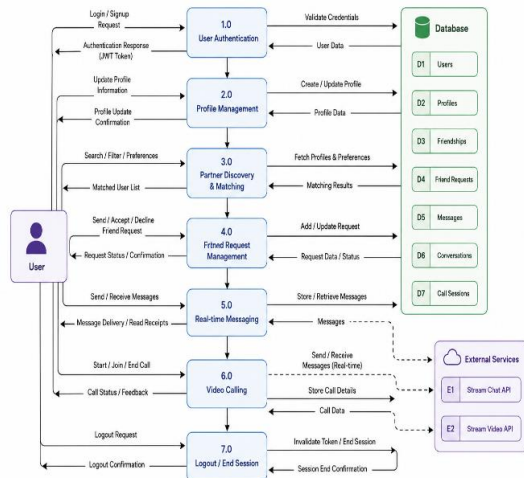 Login / Signup
Request
1.0
User Authentication
Validate Credentials
Authentication Response
(JWT Token)
User Data
Database
D1 Users
D2 Profiles
D3 Friendships
D4 Friend Requests
D5 Messages
D6 Conversations
D7 Call Sessions
Update Profile
Information
2.0
Profile Management
Create / Update Profile
Profile Update
Confirmation
Profile Data
Search / Filter / Preferences
3.0
Partner Discovery
& Matching
Fetch Profiles & Preferences
Matched User List
Matching Results
User
Send / Accept / Decline
Friend Request
4.0
Frtned Request
Management
Add / Update Request
Request Status / Confirmation
Request Data / Status
Send / Receive Messages
5.0
Real-time Messaging
Store / Retrieve Messages
Message Delivery / Read Receipts
Messages
External Services
E1 Stream Chat API
E2 Stream Video API
Start / Join / End Call
6.0
Video Calling
Send / Receive
Messages (Real-time)
Store Call Details
Call Status / Feedback
Call Data
Logout Request
7.0
Logout / End Session
Invalidate Token / End Session
Logout Confirmation
Session End Confirmation